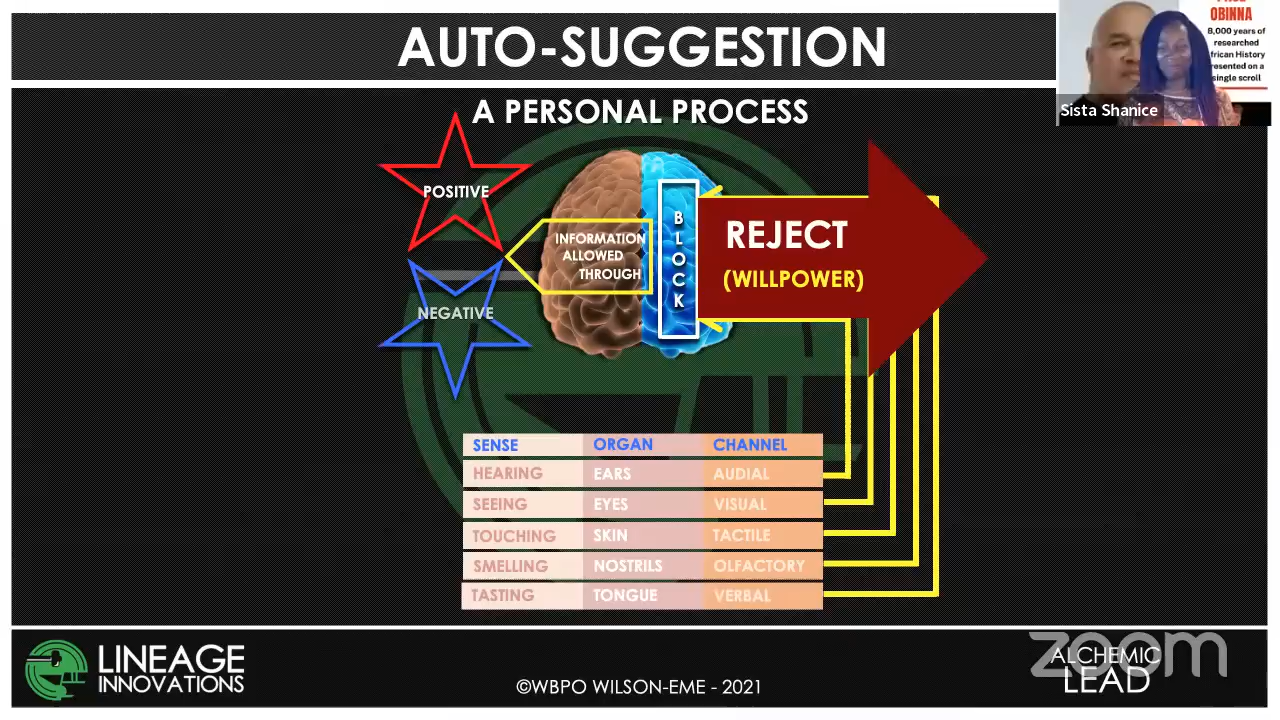 AUTO-SUGGESTION
OBINNA
8,000 years of
researched
African History
presented on a
single scroll
Sista Shanice
A PERSONAL PROCESS
POSITIVE
NEGATIVE
INFORMATION
ALLOWED
THROUGH
BLOCK
REJECT
(WILLPOWER)
SENSE ORGAN CHANNEL
HEARING EARS AUDIAL
SEEING EYES VISUAL
TOUCHING SKIN TACTILE
SMELLING NOSTRILS OLFACTORY
TASTING TONGUE VERBAL
LINEAGE
INNOVATIONS
©WBPO WILSON-EME - 2021
zoom
ALCHEMIC
LEAD